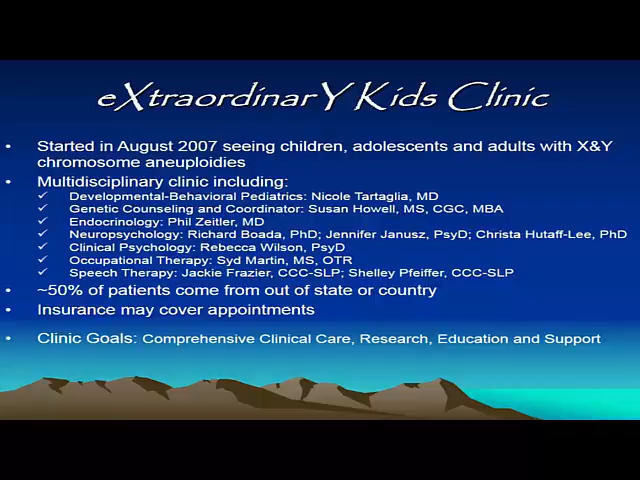 eXtraordinarY Kids Clinic
• Started in August 2007 seeing children, adolescents and adults with X&Y
chromosome aneuploidies
• Multidisciplinary clinic including:
✓ Developmental-Behavioral Pediatrics: Nicole Tartaglia, MD
✓ Genetic Counseling and Coordinator: Susan Howell, MS, CGC, MBA
✓ Endocrinology: Phil Zeitler, MD
✓ Neuropsychology: Richard Boada, PhD; Jennifer Janusz, PsyD; Christa Hutaff-Lee, PhD
✓ Clinical Psychology: Rebecca Wilson, PsyD
✓ Occupational Therapy: Syd Martin, MS, OTR
✓ Speech Therapy: Jackie Frazier, CCC-SLP; Shelley Pfeiffer, CCC-SLP
• ~50% of patients come from out of state or country
• Insurance may cover appointments
• Clinic Goals: Comprehensive Clinical Care, Research, Education and Support